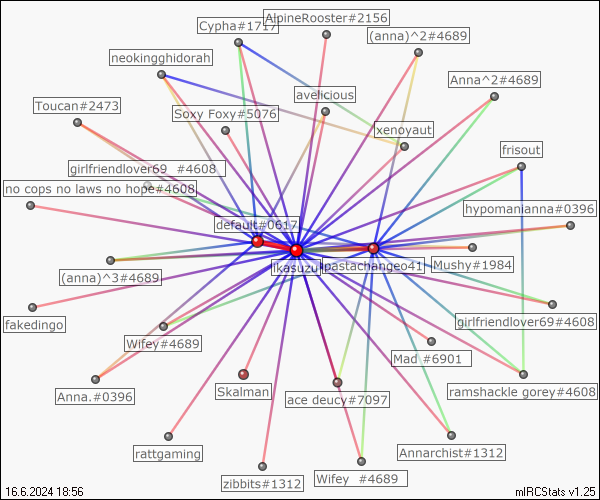 AlpineRooster#2156
Cypha#1717
(anna)^2#4689
neokingghidorah
Anna^2#4689
avelicious
Toucan#2473
Soxy Foxy#5076
xenoyaut
frisout
girlfriendlover69__#4608
no cops no laws no hope#4608
hypomanianna#0396
default#0617
ikasuzu
pastachangeo41
Mushy#1984
(anna)^3#4689
fakedingo
girlfriendlover69#4608
Wifey#4689
Mad_#6901
Skalman
ramshackle gorey#4608
Anna.#0396
ace deucy#7097
rattgaming
Annarchist#1312
zibbits#1312
Wifey__#4689
16.6.2024 18:56
mIRCStats v1.25